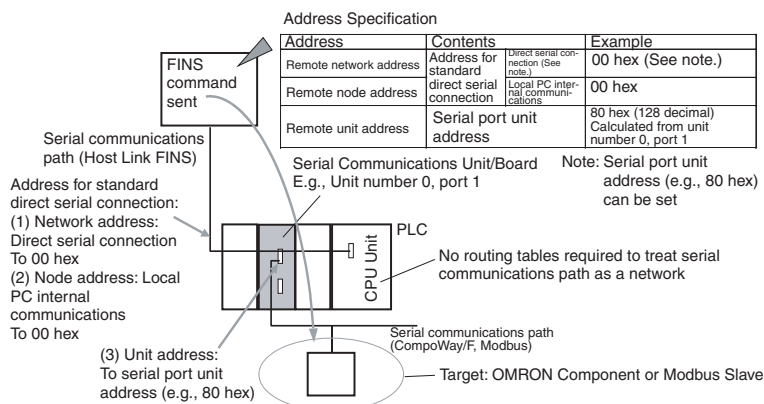 Address Specification
Address Contents Example
Remote network address
Address for standard direct serial connection
Direct serial con-
nection (See
note.)
00 hex (See note.)
Remote node address
Local PC inter-
nal communi-
cations
00 hex
Remote unit address
Serial port unit
address
80 hex (128 decimal)
Calculated from unit
number 0, port 1
FINS
command
sent
Serial communications
path (Host Link FINS)
Serial Communications Unit/Board
E.g., Unit number 0, port 1
Note: Serial port unit
address (e.g., 80 hex)
can be set
Address for standard
direct serial connection:
(1) Network address:
Direct serial connection
To 00 hex
(2) Node address: Local
PC internal
communications
To 00 hex
PLC
CPU Unit
No routing tables required to treat serial
communications path as a network
Serial communications path
(CompoWay/F, Modbus)
(3) Unit address:
To serial port unit
address (e.g., 80 hex)
Target: OMRON Component or Modbus Slave